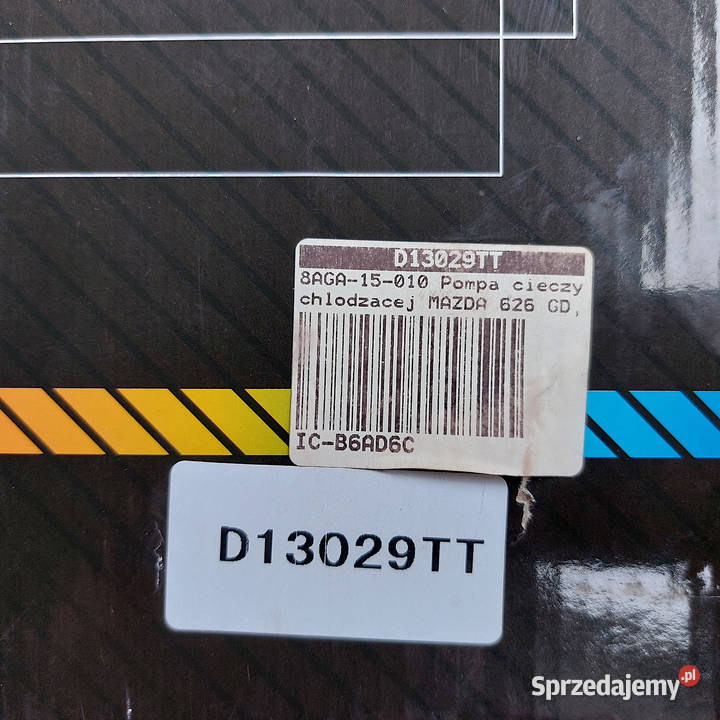 D13029TT
8AGA-15-010 Pompa cieczy
chlodzacej MAZDA 626 GD,
IC-B6AD6C
D13029TT
Sprzedajemy.pl